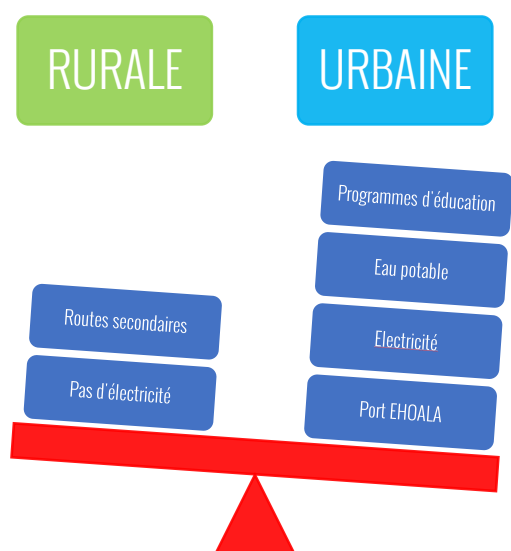 RURALE
URBAINE
Programmes d'éducation
Eau potable
Electricité
Port EHOALA
Routes secondaires
Pas d'électricité